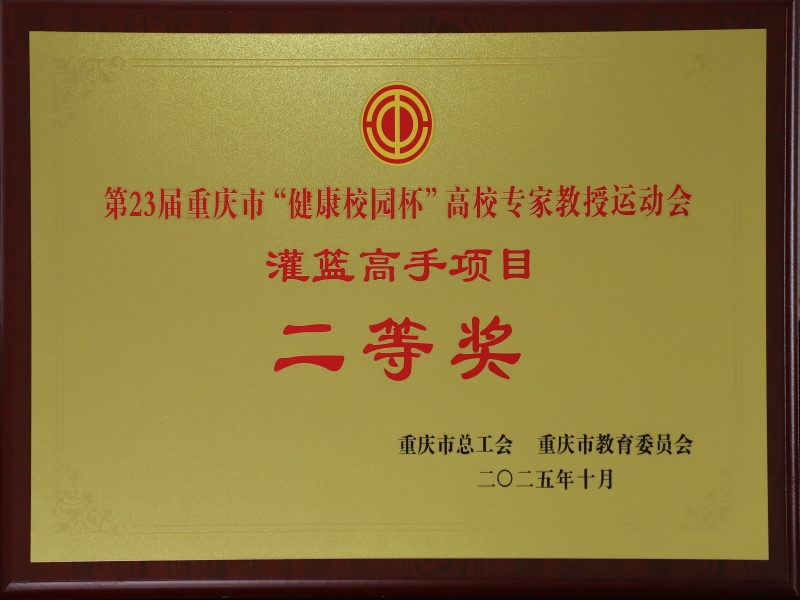 第23届重庆市“健康校园杯”高校专家教授运动会
灌篮高手项目
二等奖
重庆市总工会 重庆市教育委员会
二〇二五年十月